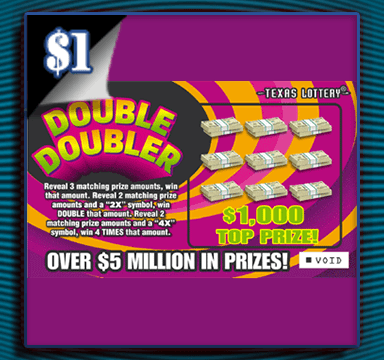 $1
TEXAS LOTTERY®
DOUBLE
DOUBLER
Reveal 3 matching prize amounts, win
that amount. Reveal 2 matching prize
amounts and a "2X" symbol, win
DOUBLE that amount. Reveal 2
matching prize amounts and a "4X"
symbol, win 4 TIMES that amount.
$1,000
TOP PRIZE!
OVER $5 MILLION IN PRIZES!
VOID